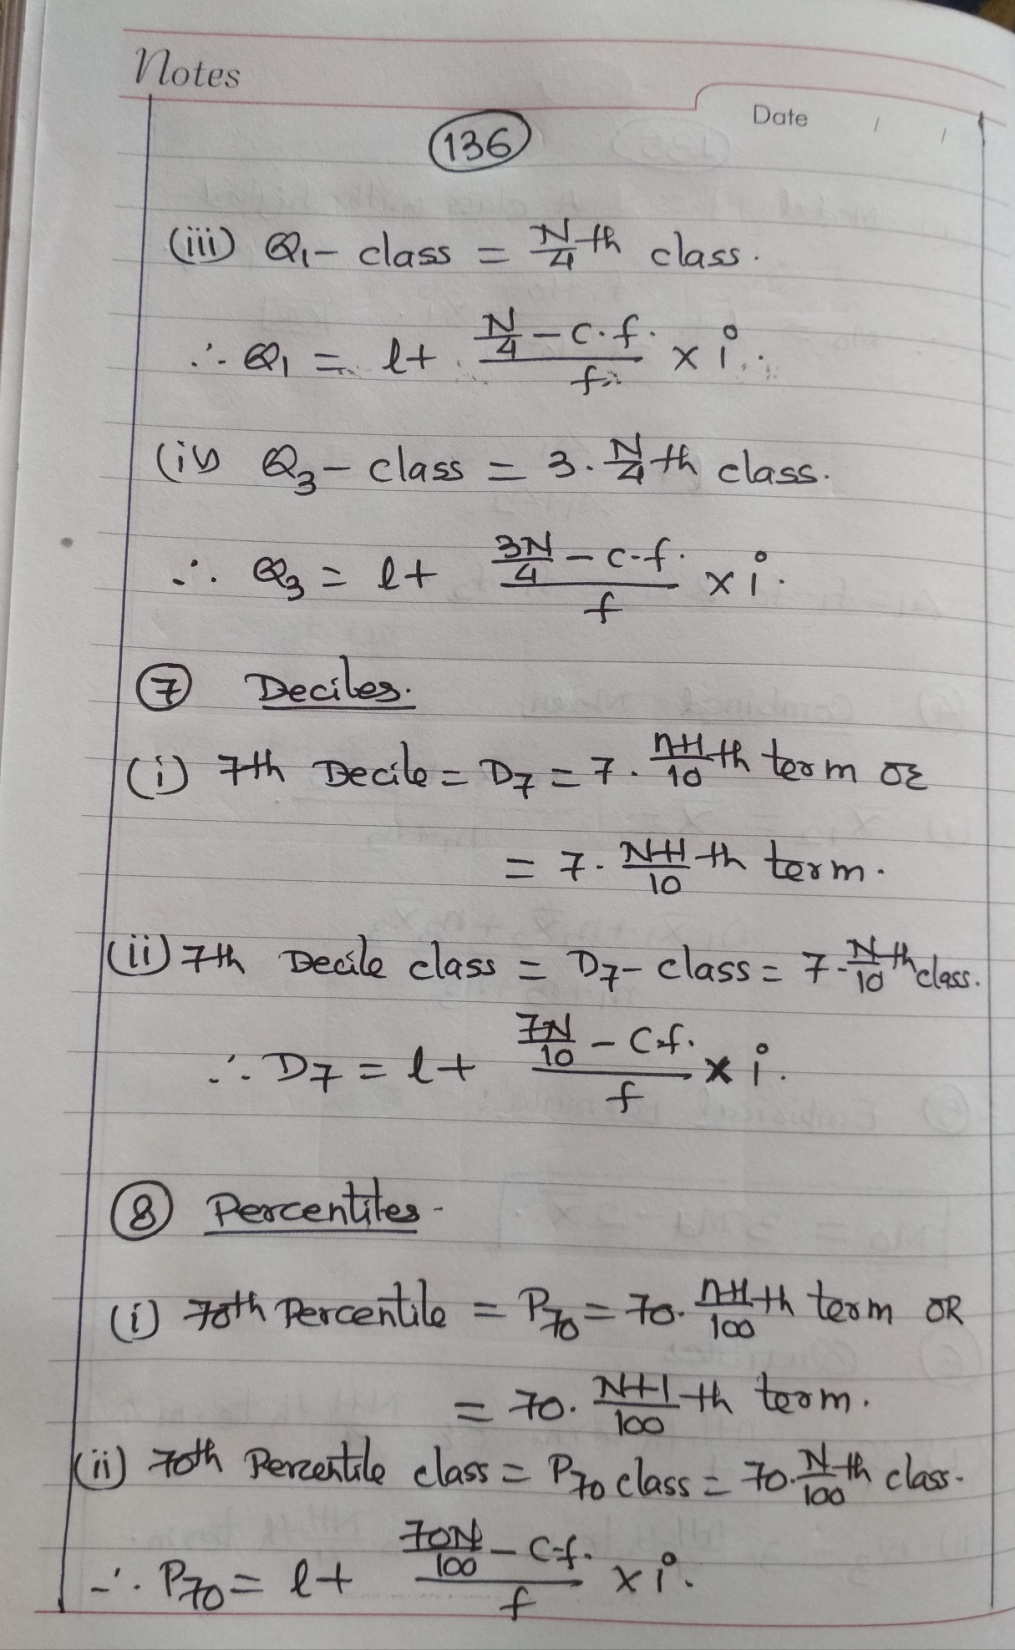 Notes
Date / /
136
(iii) Q₁ - class = N/4 th class.
∴ Q₁ = l + (N/4 - c.f.)/f × i.
(iv) Q₃ - class = 3. N/4 th class.
∴ Q₃ = l + (3N/4 - c.f.)/f × i.
⑦ Deciles.
(i) 7th Decile = D₇ = 7. (n+1)/10 th term OR
= 7. (N+1)/10 th term.
(ii) 7th Decile class = D₇ - class = 7. N/10 th class.
∴ D₇ = l + (7N/10 - C.f.)/f × i.
⑧ Percentiles -
(i) 70th Percentile = P₇₀ = 70. (n+1)/100 th term OR
= 70. (N+1)/100 th term.
(ii) 70th Percentile class = P₇₀ class = 70. N/100 th class.
∴ P₇₀ = l + (70N/100 - C.f.)/f × i.